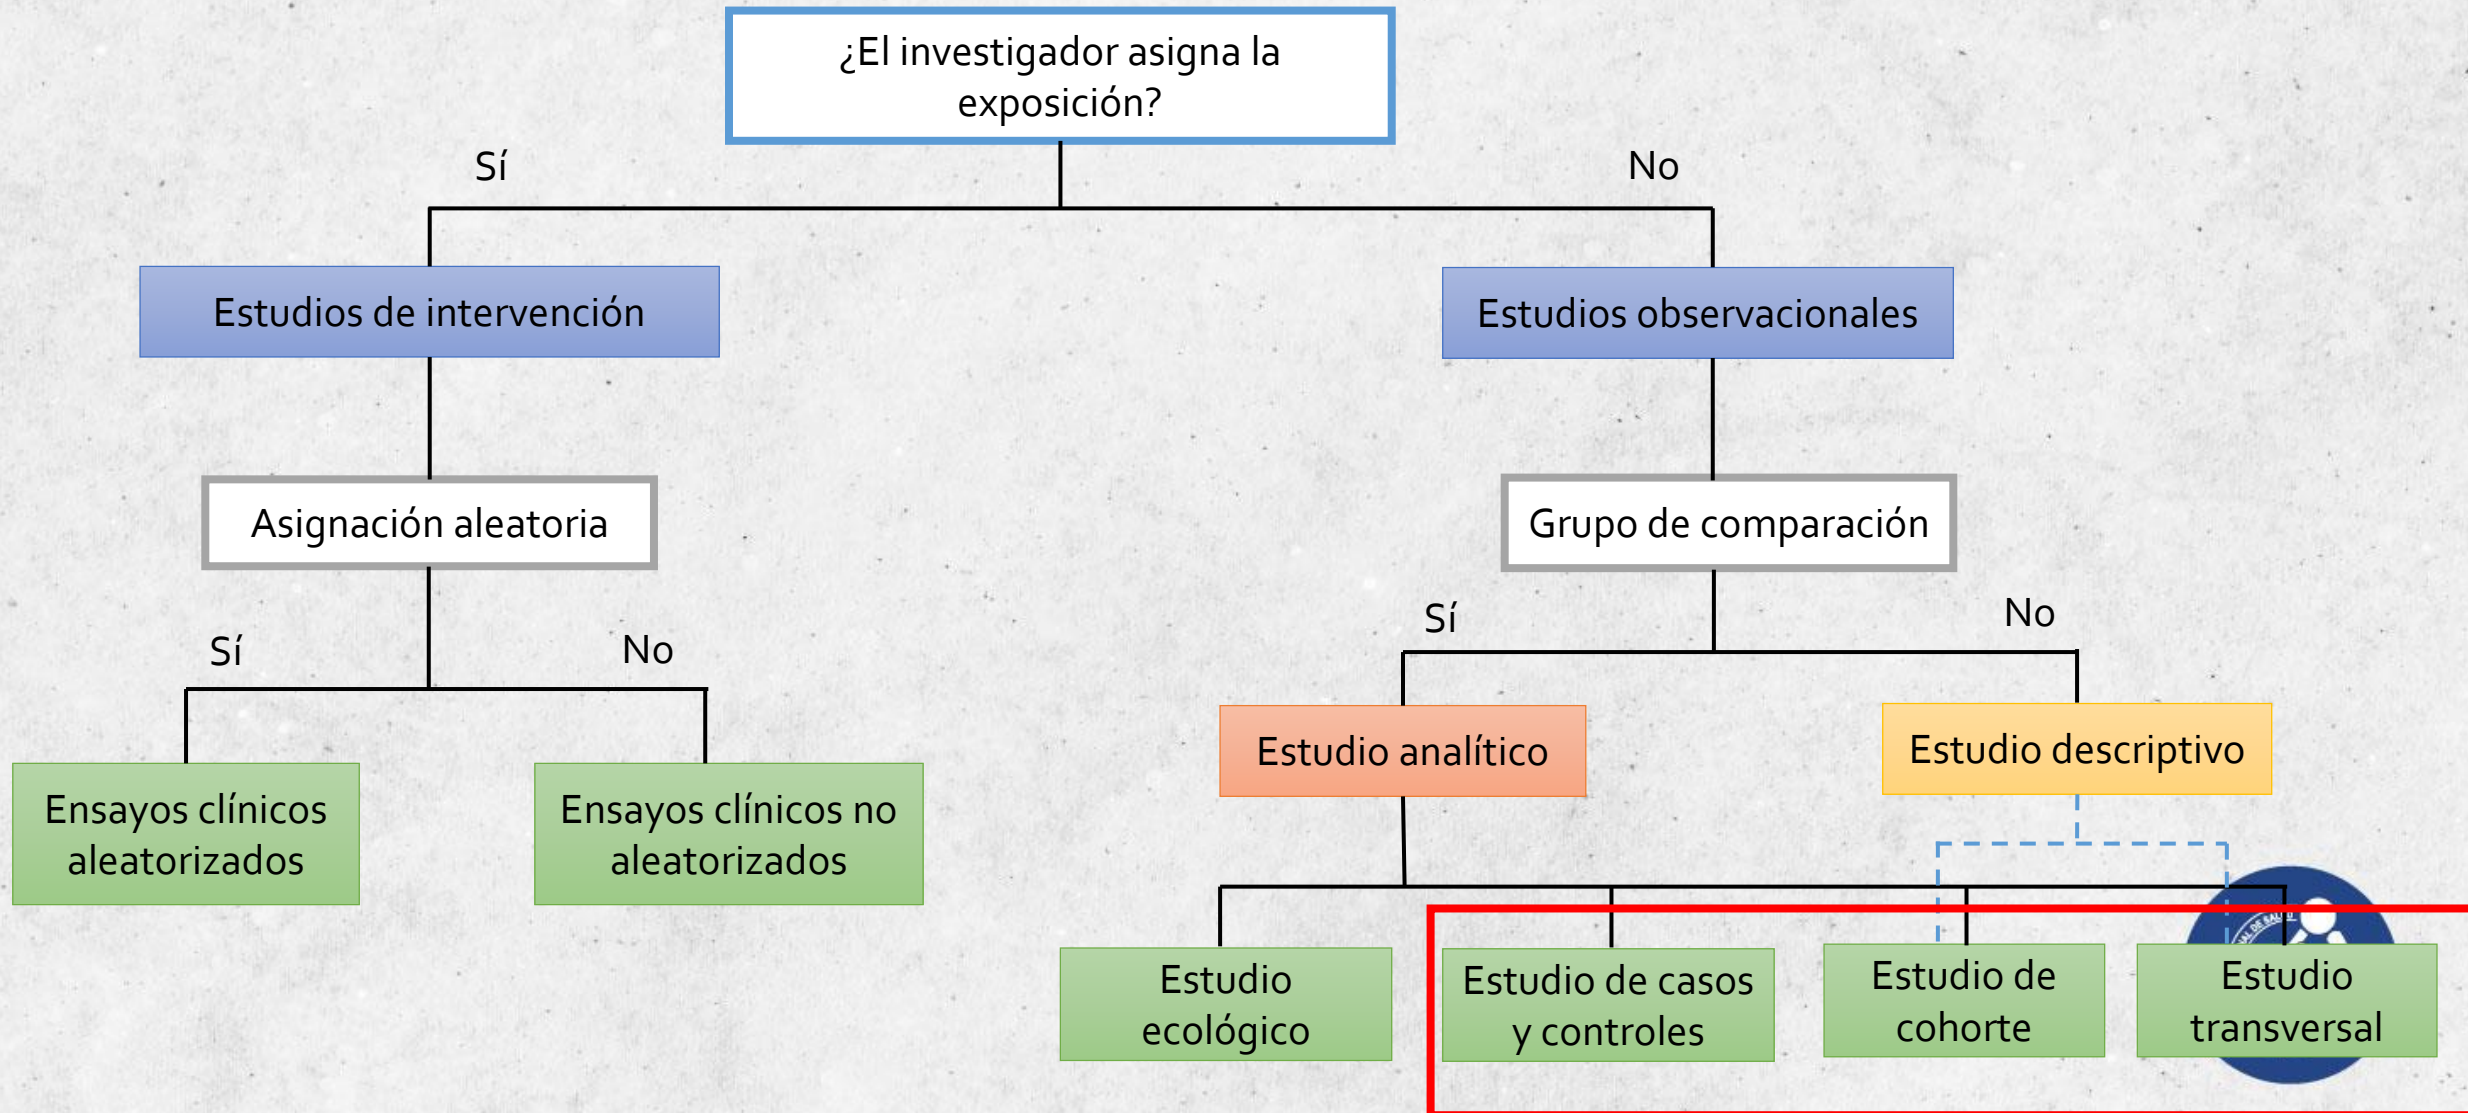 ¿El investigador asigna la
exposición?
Sí
No
Estudios de intervención
Estudios observacionales
Asignación aleatoria
Grupo de comparación
Sí
No
Sí
No
Estudio analítico
Estudio descriptivo
Ensayos clínicos
aleatorizados
Ensayos clínicos no
aleatorizados
Estudio
ecológico
Estudio de casos
y controles
Estudio de
cohorte
Estudio
transversal